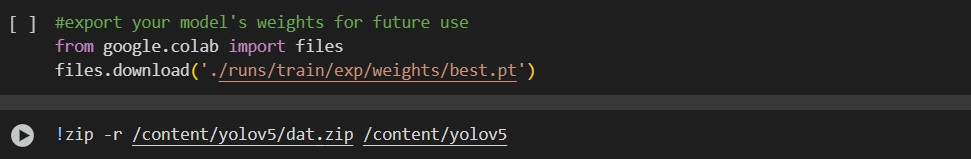 [ ] #export your model's weights for future use
from google.colab import files
files.download('./runs/train/exp/weights/best.pt')
!zip -r /content/yolov5/dat.zip /content/yolov5